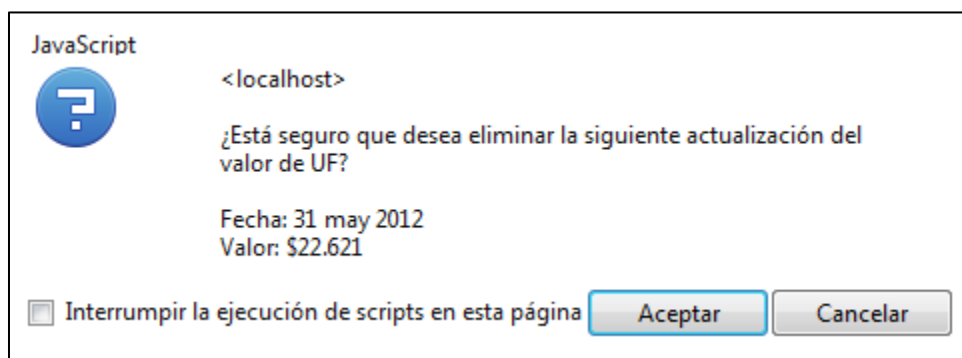 JavaScript
<localhost>
¿Está seguro que desea eliminar la siguiente actualización del
valor de UF?
Fecha: 31 may 2012
Valor: $22.621
Interrumpir la ejecución de scripts en esta página Aceptar Cancelar